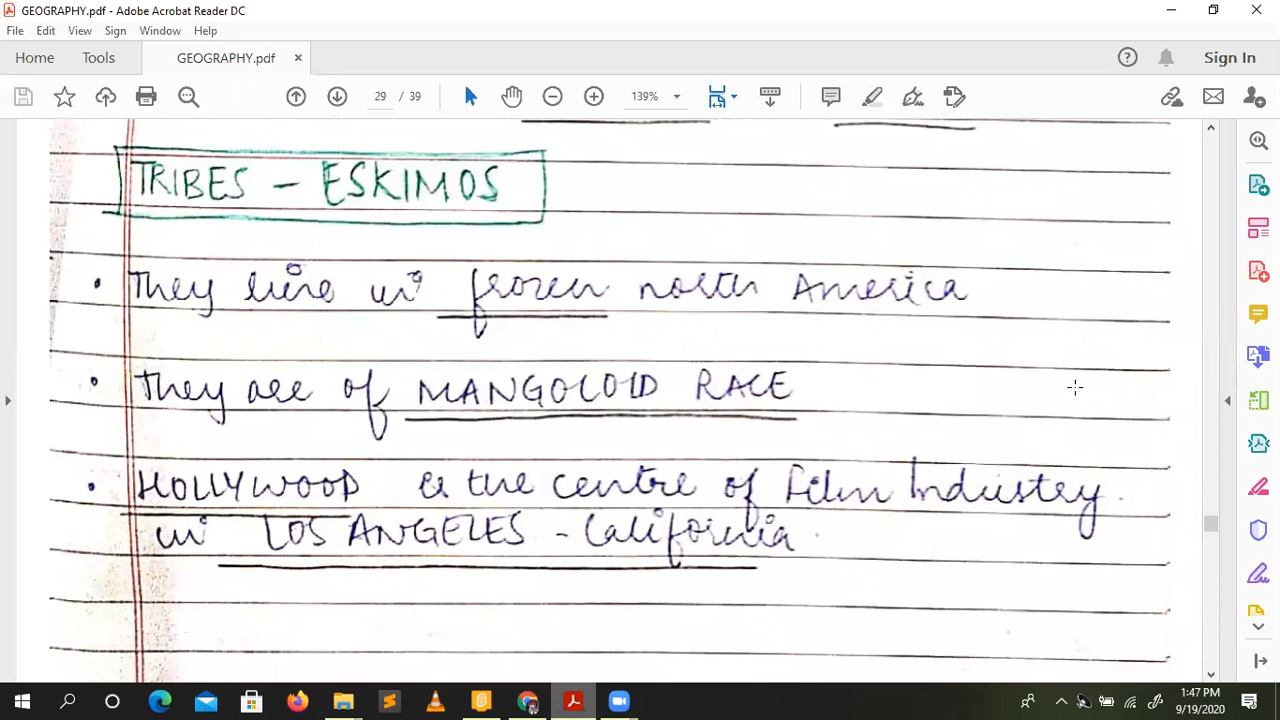 GEOGRAPHY.pdf - Adobe Acrobat Reader DC
File Edit View Sign Window Help
Home Tools GEOGRAPHY.pdf × Sign In
29 / 39 139%
TRIBES - ESKIMOS
• They live in frozen north America
• They are of MANGOLOID RACE
• HOLLYWOOD is the centre of Film Industry.
in LOS ANGELES - California.
1:47 PM
9/19/2020